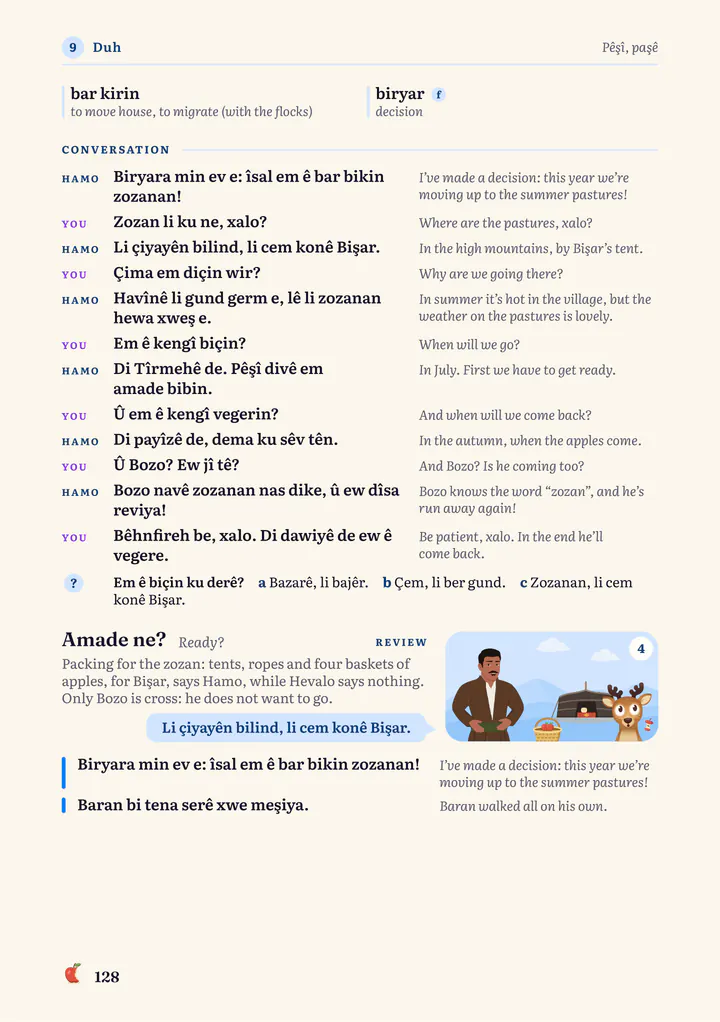 9 Duh
Pêşî, paşê
bar kirin
to move house, to migrate (with the flocks)
biryar f
decision
CONVERSATION
HAMO Biryara min ev e: îsal em ê bar bikin
zozanan!
I've made a decision: this year we're
moving up to the summer pastures!
YOU Zozan li ku ne, xalo?
Where are the pastures, xalo?
HAMO Li çiyayên bilind, li cem konê Bişar.
In the high mountains, by Bişar's tent.
YOU Çima em diçin wir?
Why are we going there?
HAMO Havînê li gund germ e, lê li zozanan
hewa xweş e.
In summer it's hot in the village, but the
weather on the pastures is lovely.
YOU Em ê kengî biçin?
When will we go?
HAMO Di Tîrmehê de. Pêşî divê em
amade bibin.
In July. First we have to get ready.
YOU Û em ê kengî vegerin?
And when will we come back?
HAMO Di payîzê de, dema ku sêv tên.
In the autumn, when the apples come.
YOU Û Bozo? Ew jî tê?
And Bozo? Is he coming too?
HAMO Bozo navê zozanan nas dike, û ew dîsa
reviya!
Bozo knows the word “zozan”, and he's
run away again!
YOU Bêhnfireh be, xalo. Di dawiyê de ew ê
vegere.
Be patient, xalo. In the end he'll
come back.
? Em ê biçin ku derê? a Bazarê, li bajêr. b Çem, li ber gund. c Zozanan, li cem
konê Bişar.
Amade ne? Ready?
REVIEW
Packing for the zozan: tents, ropes and four baskets of
apples, for Bişar, says Hamo, while Hevalo says nothing.
Only Bozo is cross: he does not want to go.
4
Li çiyayên bilind, li cem konê Bişar.
Biryara min ev e: îsal em ê bar bikin zozanan!
I've made a decision: this year we're
moving up to the summer pastures!
Baran bi tena serê xwe meşiya.
Baran walked all on his own.
128